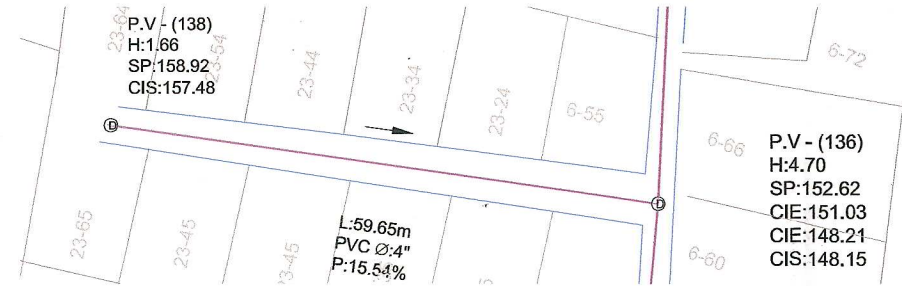 23-64
P.V - (138)
H:1.66
SP:158.92
CIS:157.48
23-54
23-44
23-34
23-24
6-55
6-72
6-66
P.V - (136)
H:4.70
SP:152.62
CIE:151.03
CIE:148.21
CIS:148.15
6-60
23-65
23-45
23-45
L:59.65m
PVC Ø:4"
P:15.54%